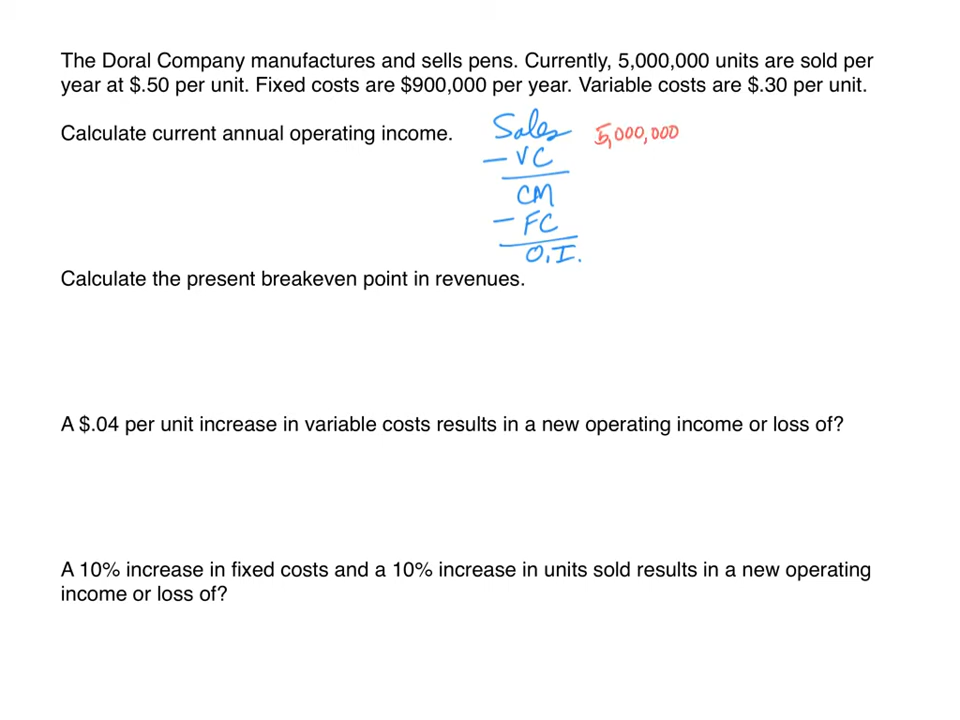 The Doral Company manufactures and sells pens. Currently, 5,000,000 units are sold per
year at $.50 per unit. Fixed costs are $900,000 per year. Variable costs are $.30 per unit.
Calculate current annual operating income.
Sales 5,000,000
- VC
CM
- FC
O.I.
Calculate the present breakeven point in revenues.
A $.04 per unit increase in variable costs results in a new operating income or loss of?
A 10% increase in fixed costs and a 10% increase in units sold results in a new operating
income or loss of?